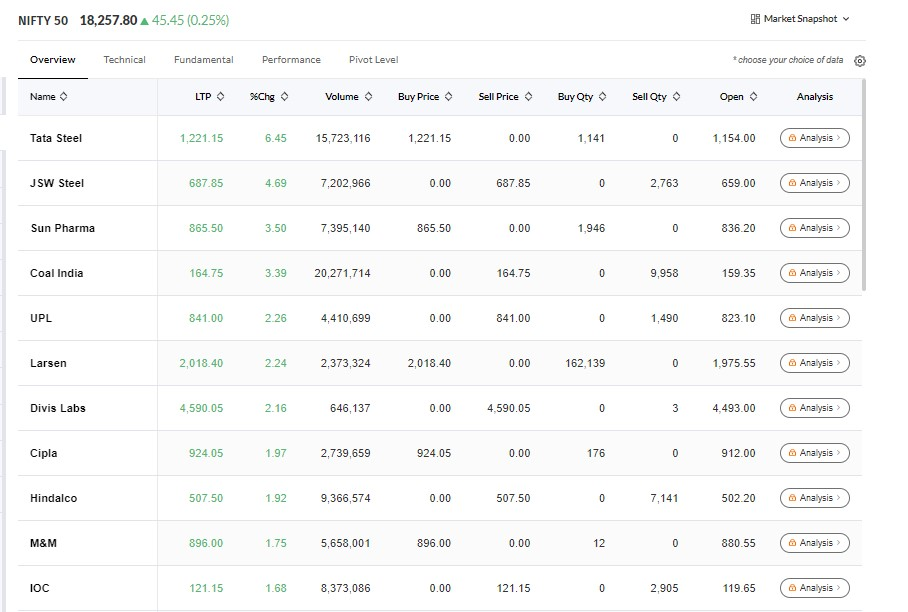 NIFTY 50 18,257.80 45.45 (0.25%) Market Snapshot
Overview Technical Fundamental Performance Pivot Level * choose your choice of data
Name LTP %Chg Volume Buy Price Sell Price Buy Qty Sell Qty Open Analysis
Tata Steel 1,221.15 6.45 15,723,116 1,221.15 0.00 1,141 0 1,154.00 Analysis
JSW Steel 687.85 4.69 7,202,966 0.00 687.85 0 2,763 659.00 Analysis
Sun Pharma 865.50 3.50 7,395,140 865.50 0.00 1,946 0 836.20 Analysis
Coal India 164.75 3.39 20,271,714 0.00 164.75 0 9,958 159.35 Analysis
UPL 841.00 2.26 4,410,699 0.00 841.00 0 1,490 823.10 Analysis
Larsen 2,018.40 2.24 2,373,324 2,018.40 0.00 162,139 0 1,975.55 Analysis
Divis Labs 4,590.05 2.16 646,137 0.00 4,590.05 0 3 4,493.00 Analysis
Cipla 924.05 1.97 2,739,659 924.05 0.00 176 0 912.00 Analysis
Hindalco 507.50 1.92 9,366,574 0.00 507.50 0 7,141 502.20 Analysis
M&M 896.00 1.75 5,658,001 896.00 0.00 12 0 880.55 Analysis
IOC 121.15 1.68 8,373,086 0.00 121.15 0 2,905 119.65 Analysis